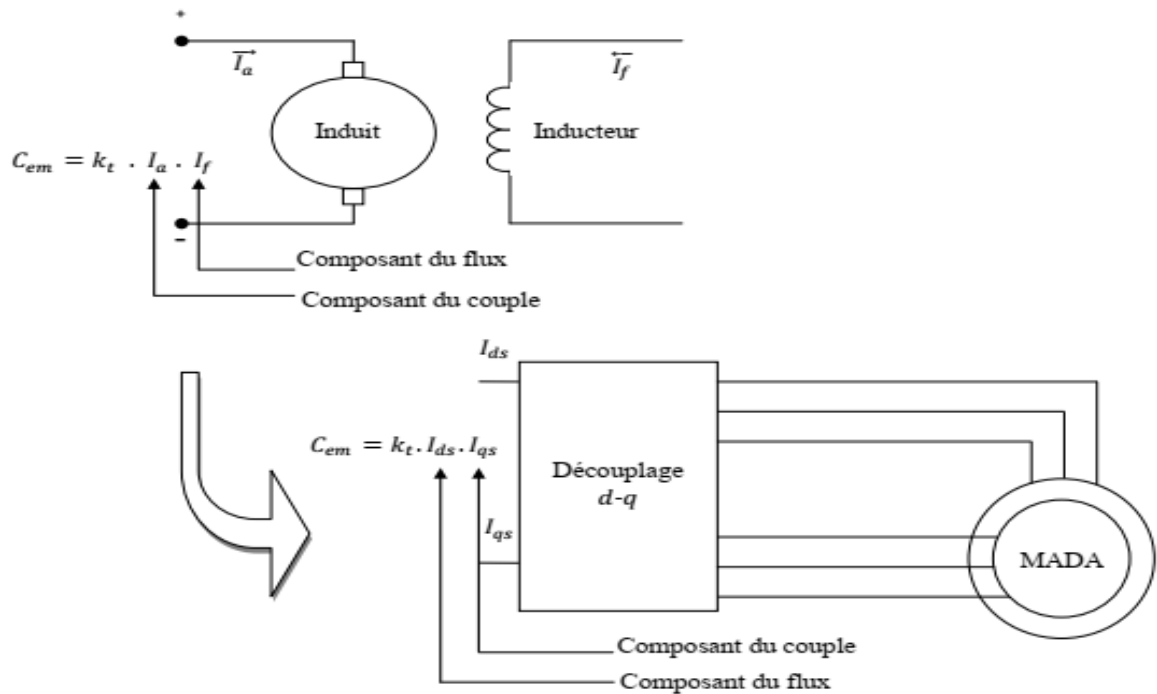 +
I_a
I_f
Induit
Inducteur
C_em = k_t . I_a . I_f
-
Composant du flux
Composant du couple
I_ds
C_em = k_t . I_ds . I_qs
Découplage
d-q
I_qs
MADA
Composant du couple
Composant du flux